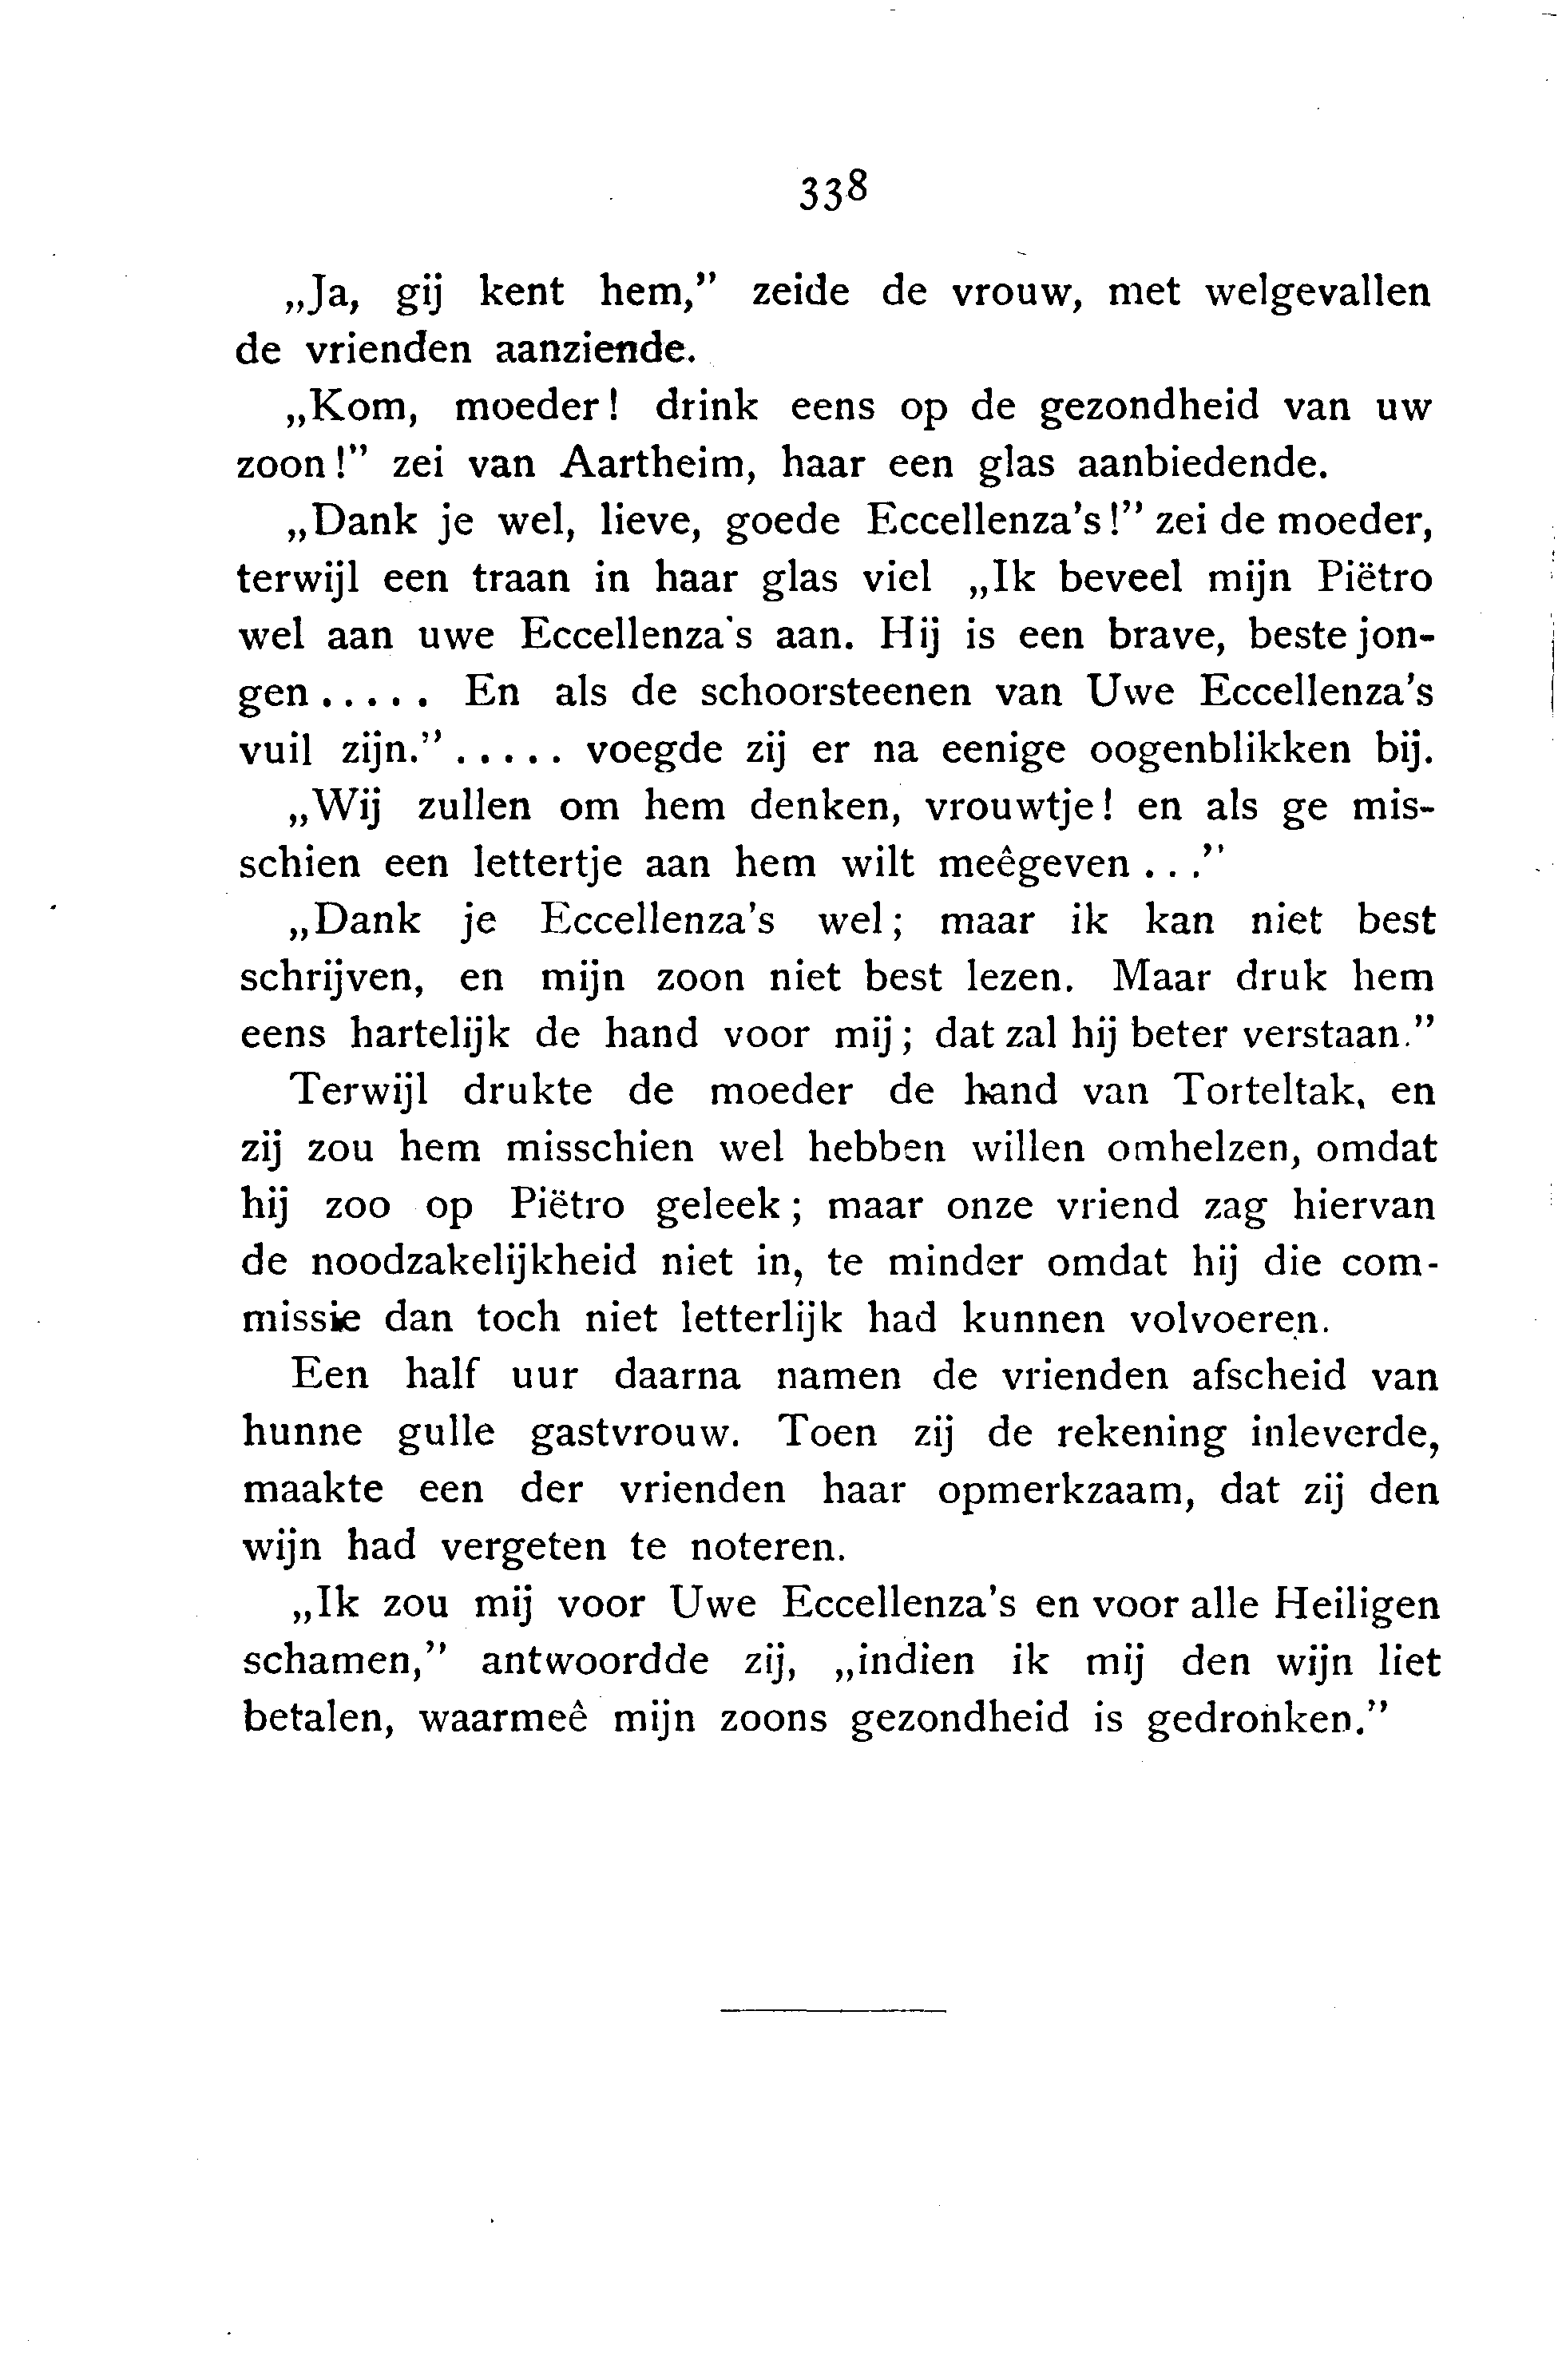 338
„Ja, gij kent hem,” zeide de vrouw, met welgevallen
de vrienden aanziende.
„Kom, moeder! drink eens op de gezondheid van uw
zoon!” zei van Aartheim, haar een glas aanbiedende.
„Dank je wel, lieve, goede Eccellenza's!” zei de moeder,
terwijl een traan in haar glas viel „Ik beveel mijn Piëtro
wel aan uwe Eccellenza's aan. Hij is een brave, beste jon-
gen ..... En als de schoorsteenen van Uwe Eccellenza's
vuil zijn.” ..... voegde zij er na eenige oogenblikken bij.
„Wij zullen om hem denken, vrouwtje! en als ge mis-
schien een lettertje aan hem wilt meêgeven ...”
„Dank je Eccellenza's wel; maar ik kan niet best
schrijven, en mijn zoon niet best lezen. Maar druk hem
eens hartelijk de hand voor mij; dat zal hij beter verstaan.”
Terwijl drukte de moeder de hand van Torteltak, en
zij zou hem misschien wel hebben willen omhelzen, omdat
hij zoo op Piëtro geleek; maar onze vriend zag hiervan
de noodzakelijkheid niet in, te minder omdat hij die com-
missie dan toch niet letterlijk had kunnen volvoeren.
Een half uur daarna namen de vrienden afscheid van
hunne gulle gastvrouw. Toen zij de rekening inleverde,
maakte een der vrienden haar opmerkzaam, dat zij den
wijn had vergeten te noteren.
„Ik zou mij voor Uwe Eccellenza's en voor alle Heiligen
schamen,” antwoordde zij, „indien ik mij den wijn liet
betalen, waarmeê mijn zoons gezondheid is gedronken.”